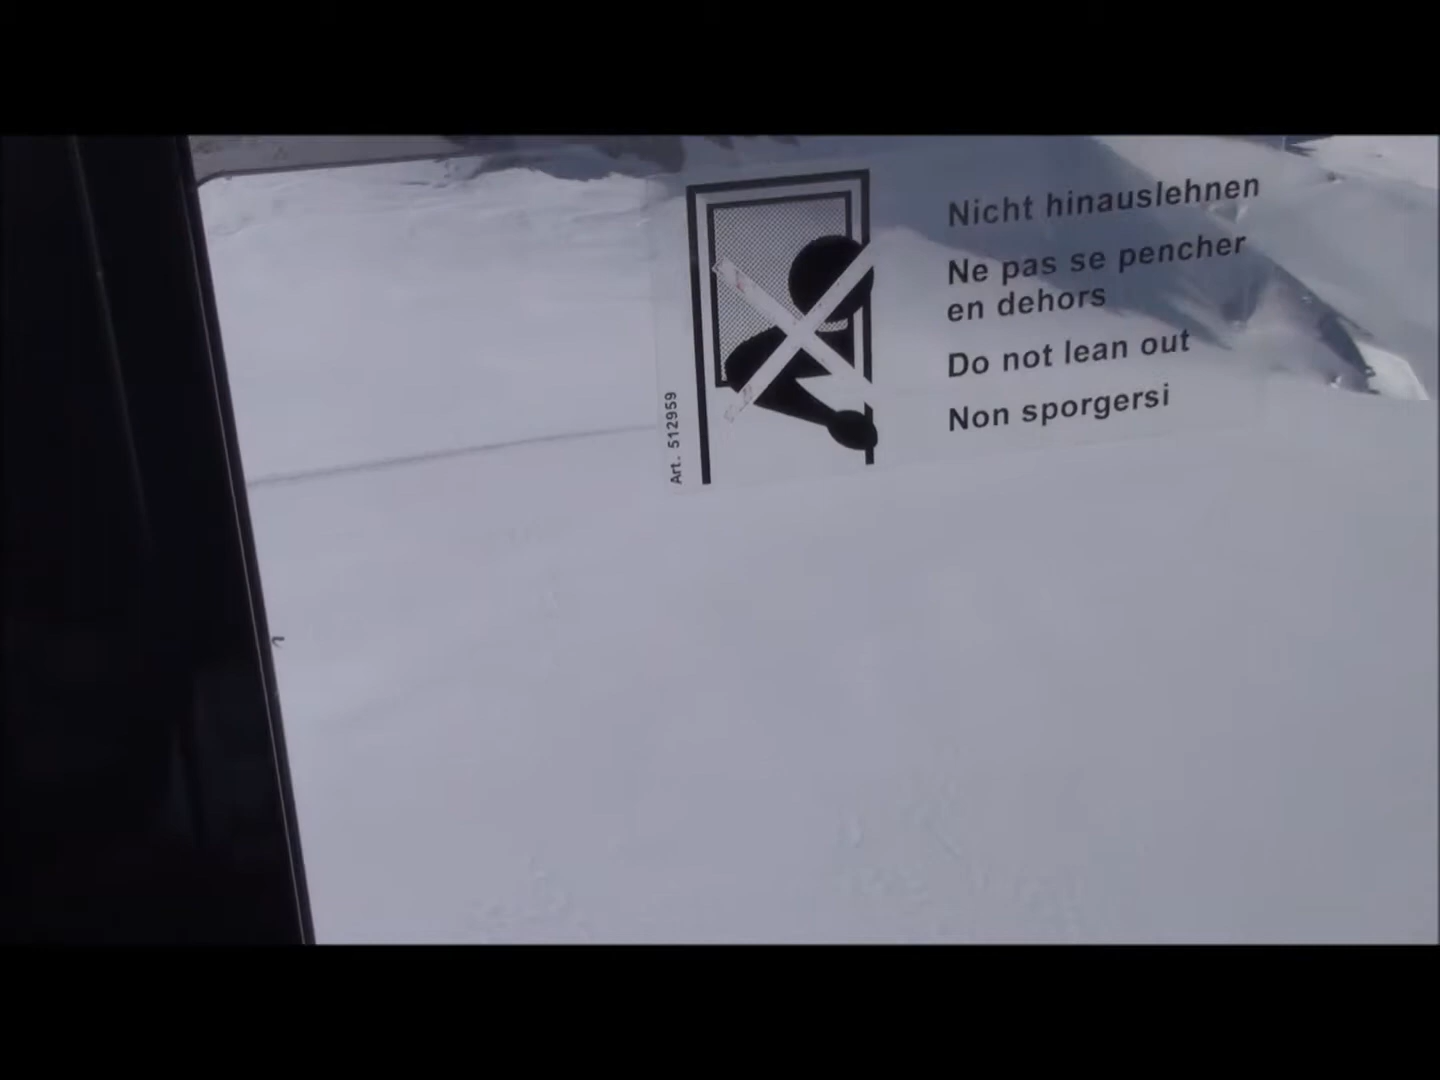 Nicht hinauslehnen
Ne pas se pencher
en dehors
Do not lean out
Non sporgersi
Art. 512959